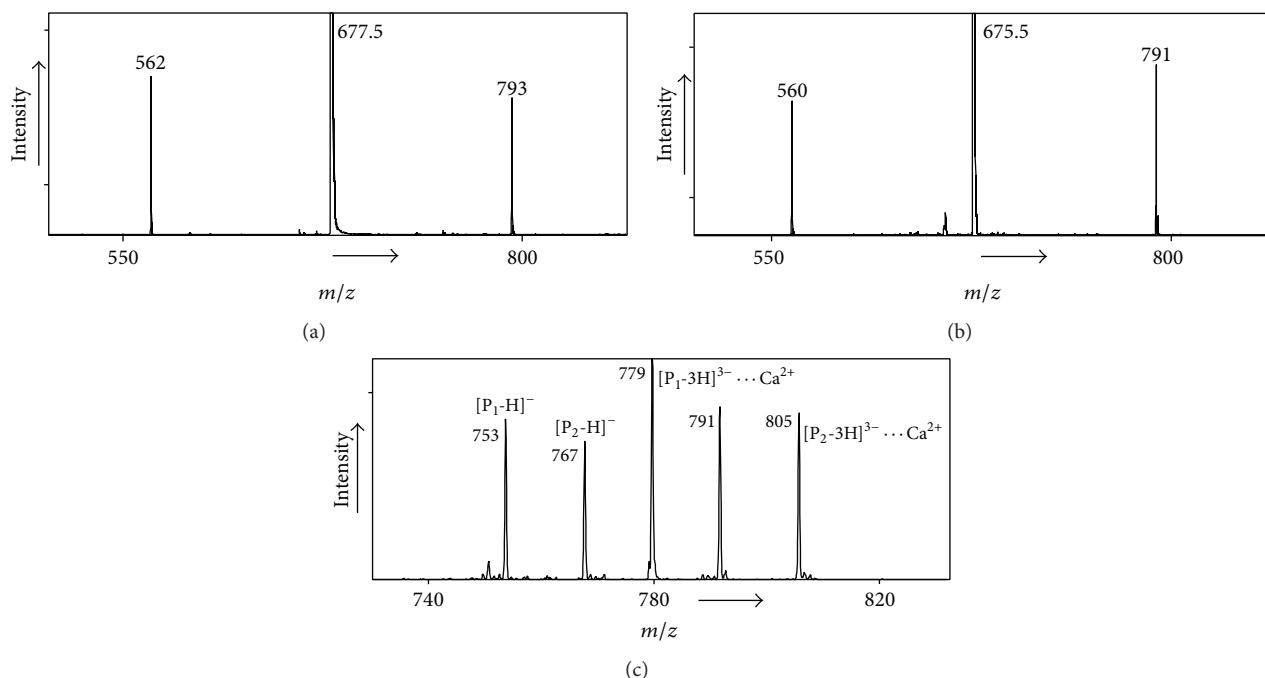 677.5
562
793
Intensity
550
800
m/z
(a)
675.5
560
791
Intensity
550
800
m/z
(b)
779
[P₁-3H]³⁻ ··· Ca²⁺
[P₁-H]⁻
753
[P₂-H]⁻
767
791
805
[P₂-3H]³⁻ ··· Ca²⁺
Intensity
740
780
820
m/z
(c)